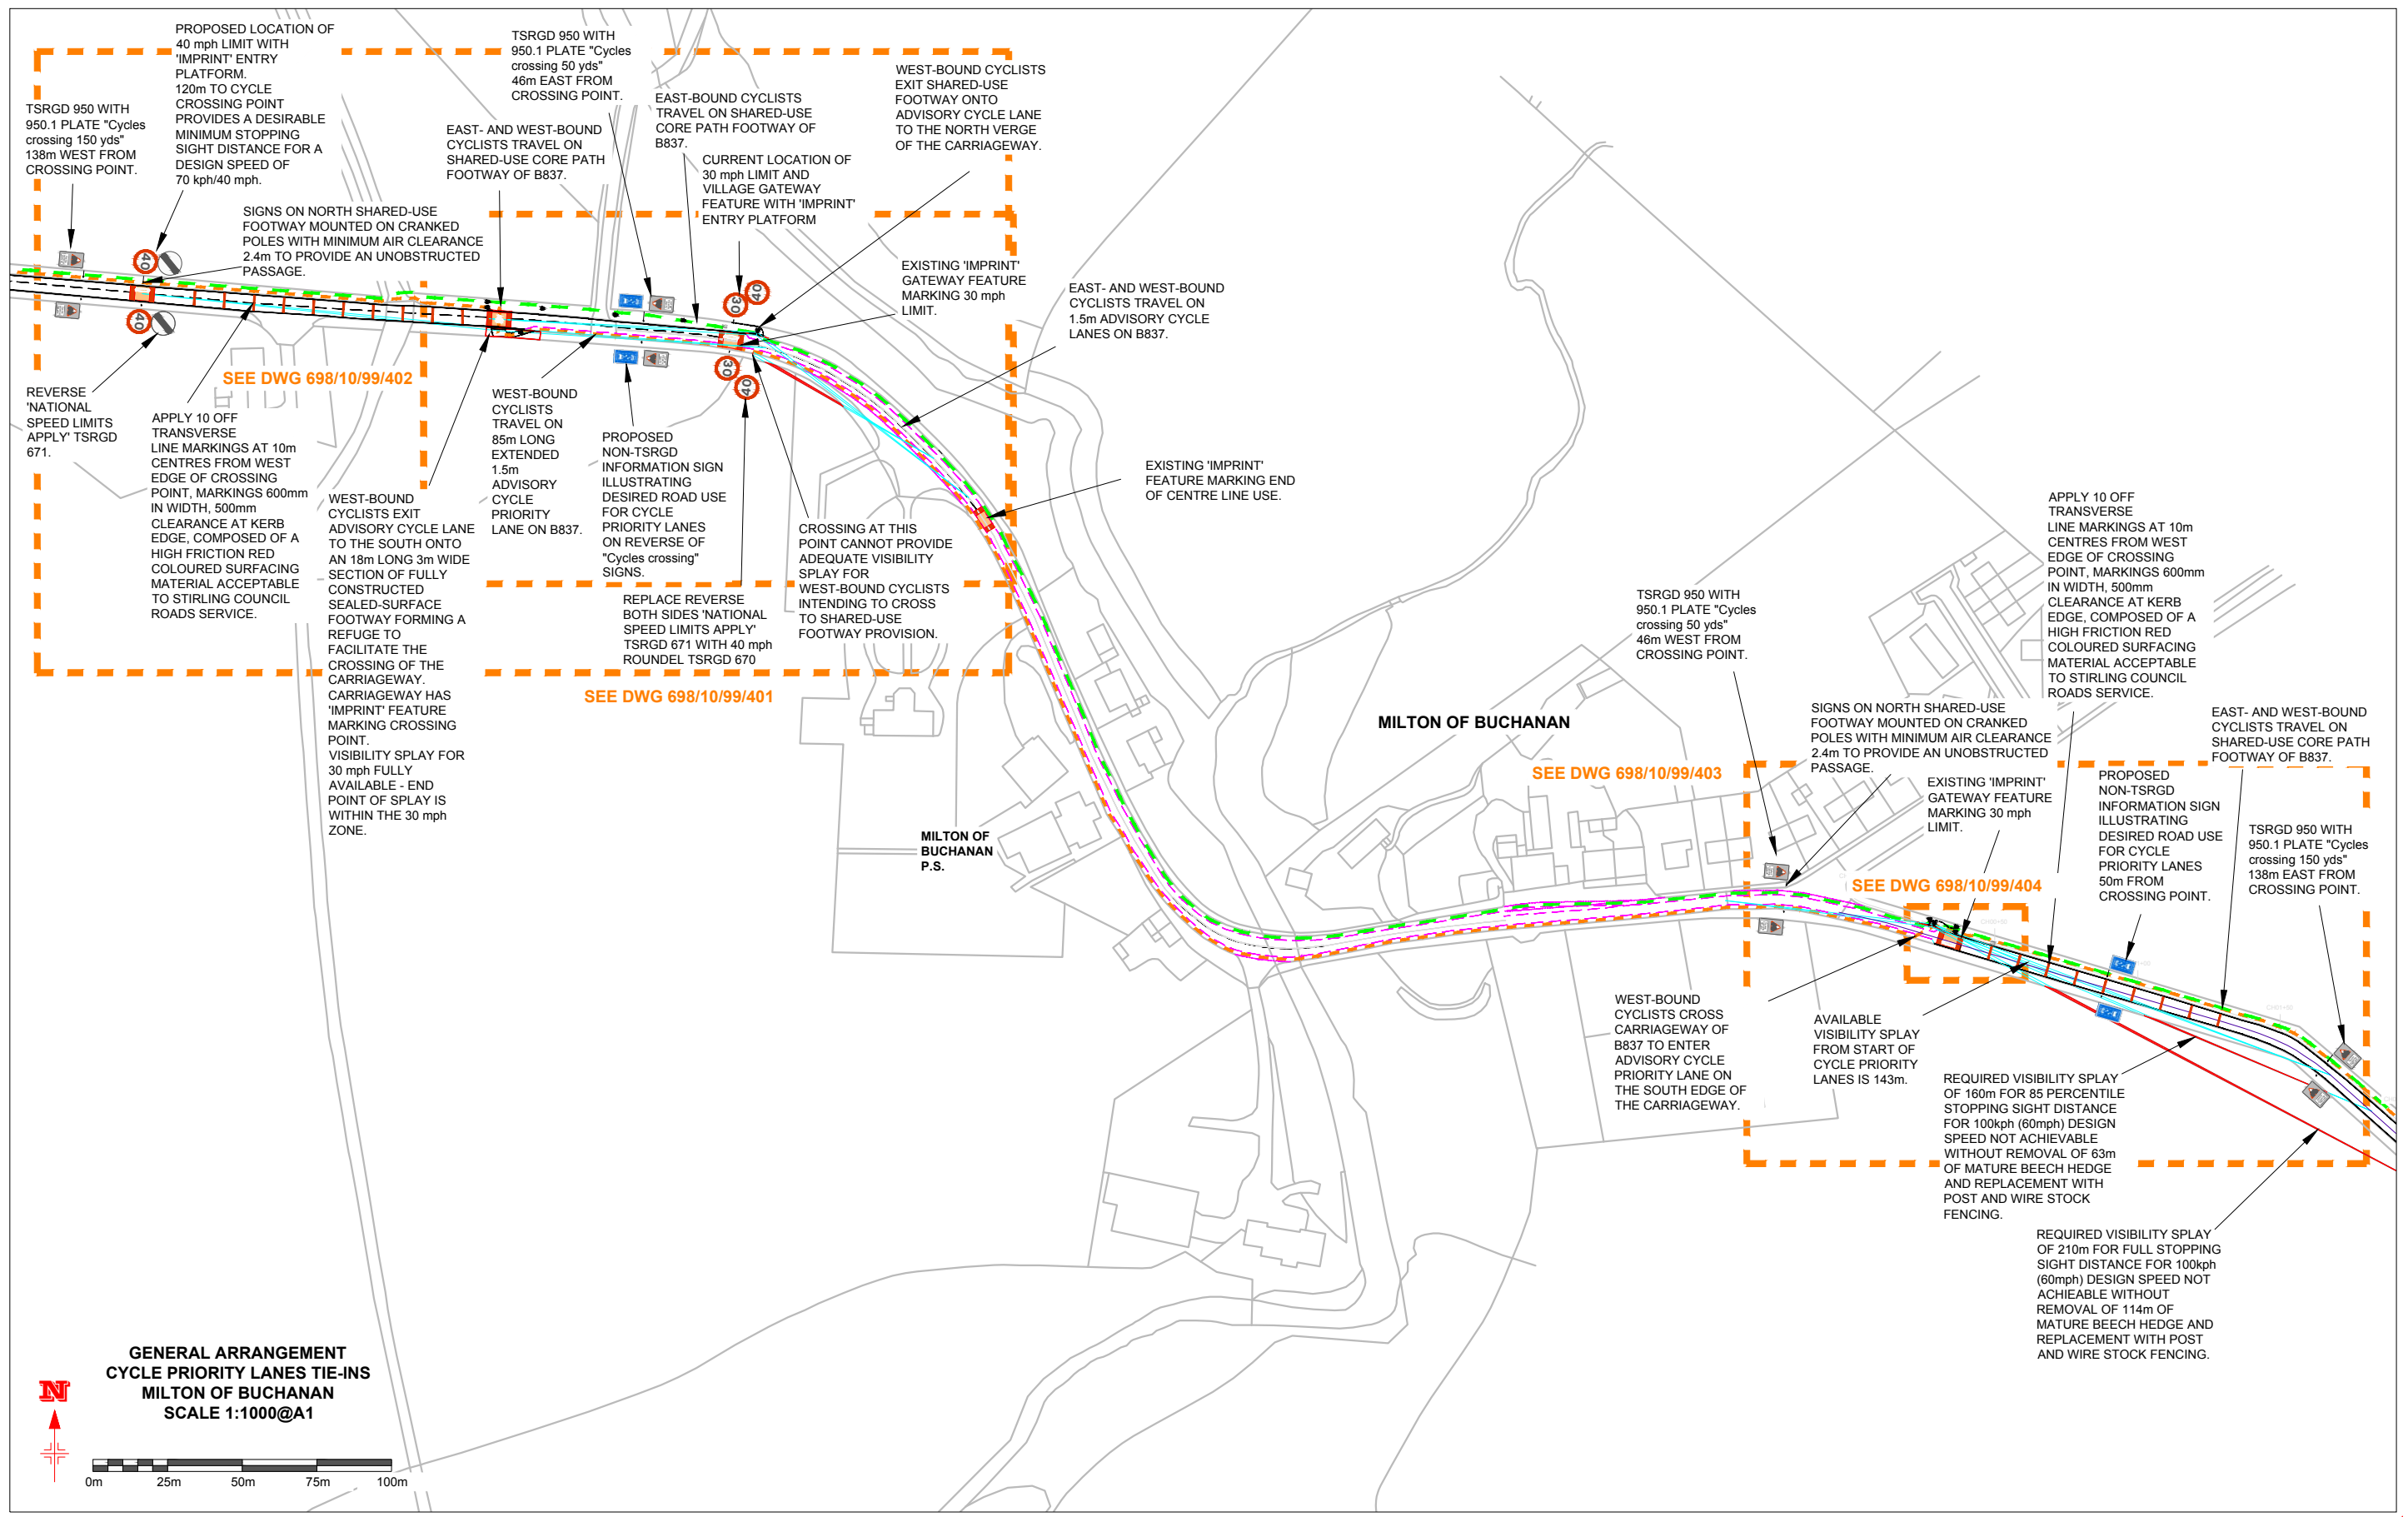 PROPOSED LOCATION OF
40 mph LIMIT WITH
'IMPRINT' ENTRY
PLATFORM.
120m TO CYCLE
CROSSING POINT
PROVIDES A DESIRABLE
MINIMUM STOPPING
SIGHT DISTANCE FOR A
DESIGN SPEED OF
70 kph/40 mph.
TSRGD 950 WITH
950.1 PLATE "Cycles
crossing 150 yds"
138m WEST FROM
CROSSING POINT.
TSRGD 950 WITH
950.1 PLATE "Cycles
crossing 50 yds"
46m EAST FROM
CROSSING POINT.
EAST- AND WEST-BOUND
CYCLISTS TRAVEL ON
SHARED-USE CORE PATH
FOOTWAY OF B837.
EAST-BOUND CYCLISTS
TRAVEL ON SHARED-USE
CORE PATH FOOTWAY OF
B837.
WEST-BOUND CYCLISTS
EXIT SHARED-USE
FOOTWAY ONTO
ADVISORY CYCLE LANE
TO THE NORTH VERGE
OF THE CARRIAGEWAY.
CURRENT LOCATION OF
30 mph LIMIT AND
VILLAGE GATEWAY
FEATURE WITH 'IMPRINT'
ENTRY PLATFORM
SIGNS ON NORTH SHARED-USE
FOOTWAY MOUNTED ON CRANKED
POLES WITH MINIMUM AIR CLEARANCE
2.4m TO PROVIDE AN UNOBSTRUCTED
PASSAGE.
EXISTING 'IMPRINT'
GATEWAY FEATURE
MARKING 30 mph
LIMIT.
EAST- AND WEST-BOUND
CYCLISTS TRAVEL ON
1.5m ADVISORY CYCLE
LANES ON B837.
40
40
30
40
30
40
SEE DWG 698/10/99/402
REVERSE
'NATIONAL
SPEED LIMITS
APPLY' TSRGD
671.
APPLY 10 OFF
TRANSVERSE
LINE MARKINGS AT 10m
CENTRES FROM WEST
EDGE OF CROSSING
POINT, MARKINGS 600mm
IN WIDTH, 500mm
CLEARANCE AT KERB
EDGE, COMPOSED OF A
HIGH FRICTION RED
COLOURED SURFACING
MATERIAL ACCEPTABLE
TO STIRLING COUNCIL
ROADS SERVICE.
WEST-BOUND
CYCLISTS EXIT
ADVISORY CYCLE LANE
TO THE SOUTH ONTO
AN 18m LONG 3m WIDE
SECTION OF FULLY
CONSTRUCTED
SEALED-SURFACE
FOOTWAY FORMING A
REFUGE TO
FACILITATE THE
CROSSING OF THE
CARRIAGEWAY.
CARRIAGEWAY HAS
'IMPRINT' FEATURE
MARKING CROSSING
POINT.
VISIBILITY SPLAY FOR
30 mph FULLY
AVAILABLE - END
POINT OF SPLAY IS
WITHIN THE 30 mph
ZONE.
WEST-BOUND
CYCLISTS
TRAVEL ON
85m LONG
EXTENDED
1.5m
ADVISORY
CYCLE
PRIORITY
LANE ON B837.
PROPOSED
NON-TSRGD
INFORMATION SIGN
ILLUSTRATING
DESIRED ROAD USE
FOR CYCLE
PRIORITY LANES
ON REVERSE OF
"Cycles crossing"
SIGNS.
REPLACE REVERSE
BOTH SIDES 'NATIONAL
SPEED LIMITS APPLY'
TSRGD 671 WITH 40 mph
ROUNDEL TSRGD 670
CROSSING AT THIS
POINT CANNOT PROVIDE
ADEQUATE VISIBILITY
SPLAY FOR
WEST-BOUND CYCLISTS
INTENDING TO CROSS
TO SHARED-USE
FOOTWAY PROVISION.
EXISTING 'IMPRINT'
FEATURE MARKING END
OF CENTRE LINE USE.
SEE DWG 698/10/99/401
MILTON OF BUCHANAN
MILTON OF
BUCHANAN
P.S.
TSRGD 950 WITH
950.1 PLATE "Cycles
crossing 50 yds"
46m WEST FROM
CROSSING POINT.
APPLY 10 OFF
TRANSVERSE
LINE MARKINGS AT 10m
CENTRES FROM WEST
EDGE OF CROSSING
POINT, MARKINGS 600mm
IN WIDTH, 500mm
CLEARANCE AT KERB
EDGE, COMPOSED OF A
HIGH FRICTION RED
COLOURED SURFACING
MATERIAL ACCEPTABLE
TO STIRLING COUNCIL
ROADS SERVICE.
SIGNS ON NORTH SHARED-USE
FOOTWAY MOUNTED ON CRANKED
POLES WITH MINIMUM AIR CLEARANCE
2.4m TO PROVIDE AN UNOBSTRUCTED
PASSAGE.
EAST- AND WEST-BOUND
CYCLISTS TRAVEL ON
SHARED-USE CORE PATH
FOOTWAY OF B837.
SEE DWG 698/10/99/403
EXISTING 'IMPRINT'
GATEWAY FEATURE
MARKING 30 mph
LIMIT.
PROPOSED
NON-TSRGD
INFORMATION SIGN
ILLUSTRATING
DESIRED ROAD USE
FOR CYCLE
PRIORITY LANES
50m FROM
CROSSING POINT.
TSRGD 950 WITH
950.1 PLATE "Cycles
crossing 150 yds"
138m EAST FROM
CROSSING POINT.
SEE DWG 698/10/99/404
WEST-BOUND
CYCLISTS CROSS
CARRIAGEWAY OF
B837 TO ENTER
ADVISORY CYCLE
PRIORITY LANE ON
THE SOUTH EDGE OF
THE CARRIAGEWAY.
AVAILABLE
VISIBILITY SPLAY
FROM START OF
CYCLE PRIORITY
LANES IS 143m.
REQUIRED VISIBILITY SPLAY
OF 160m FOR 85 PERCENTILE
STOPPING SIGHT DISTANCE
FOR 100kph (60mph) DESIGN
SPEED NOT ACHIEVABLE
WITHOUT REMOVAL OF 63m
OF MATURE BEECH HEDGE
AND REPLACEMENT WITH
POST AND WIRE STOCK
FENCING.
REQUIRED VISIBILITY SPLAY
OF 210m FOR FULL STOPPING
SIGHT DISTANCE FOR 100kph
(60mph) DESIGN SPEED NOT
ACHIEABLE WITHOUT
REMOVAL OF 114m OF
MATURE BEECH HEDGE AND
REPLACEMENT WITH POST
AND WIRE STOCK FENCING.
GENERAL ARRANGEMENT
CYCLE PRIORITY LANES TIE-INS
MILTON OF BUCHANAN
SCALE 1:1000@A1
N
0m 25m 50m 75m 100m